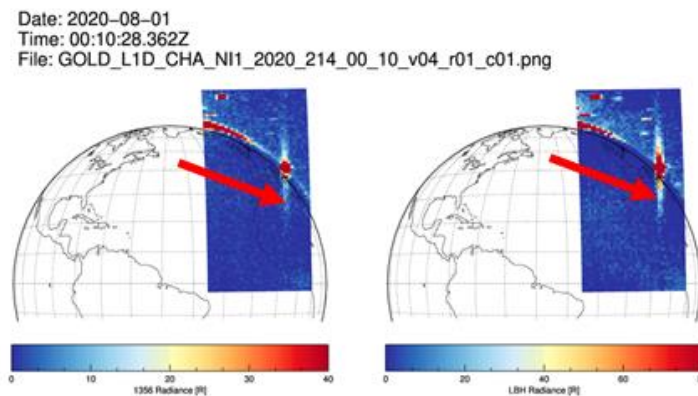 Date: 2020-08-01
Time: 00:10:28.362Z
File: GOLD_L1D_CHA_NI1_2020_214_00_10_v04_r01_c01.png
0 10 20 30 40
1356 Radiance [R]
0 20 40 60
LBH Radiance [R]